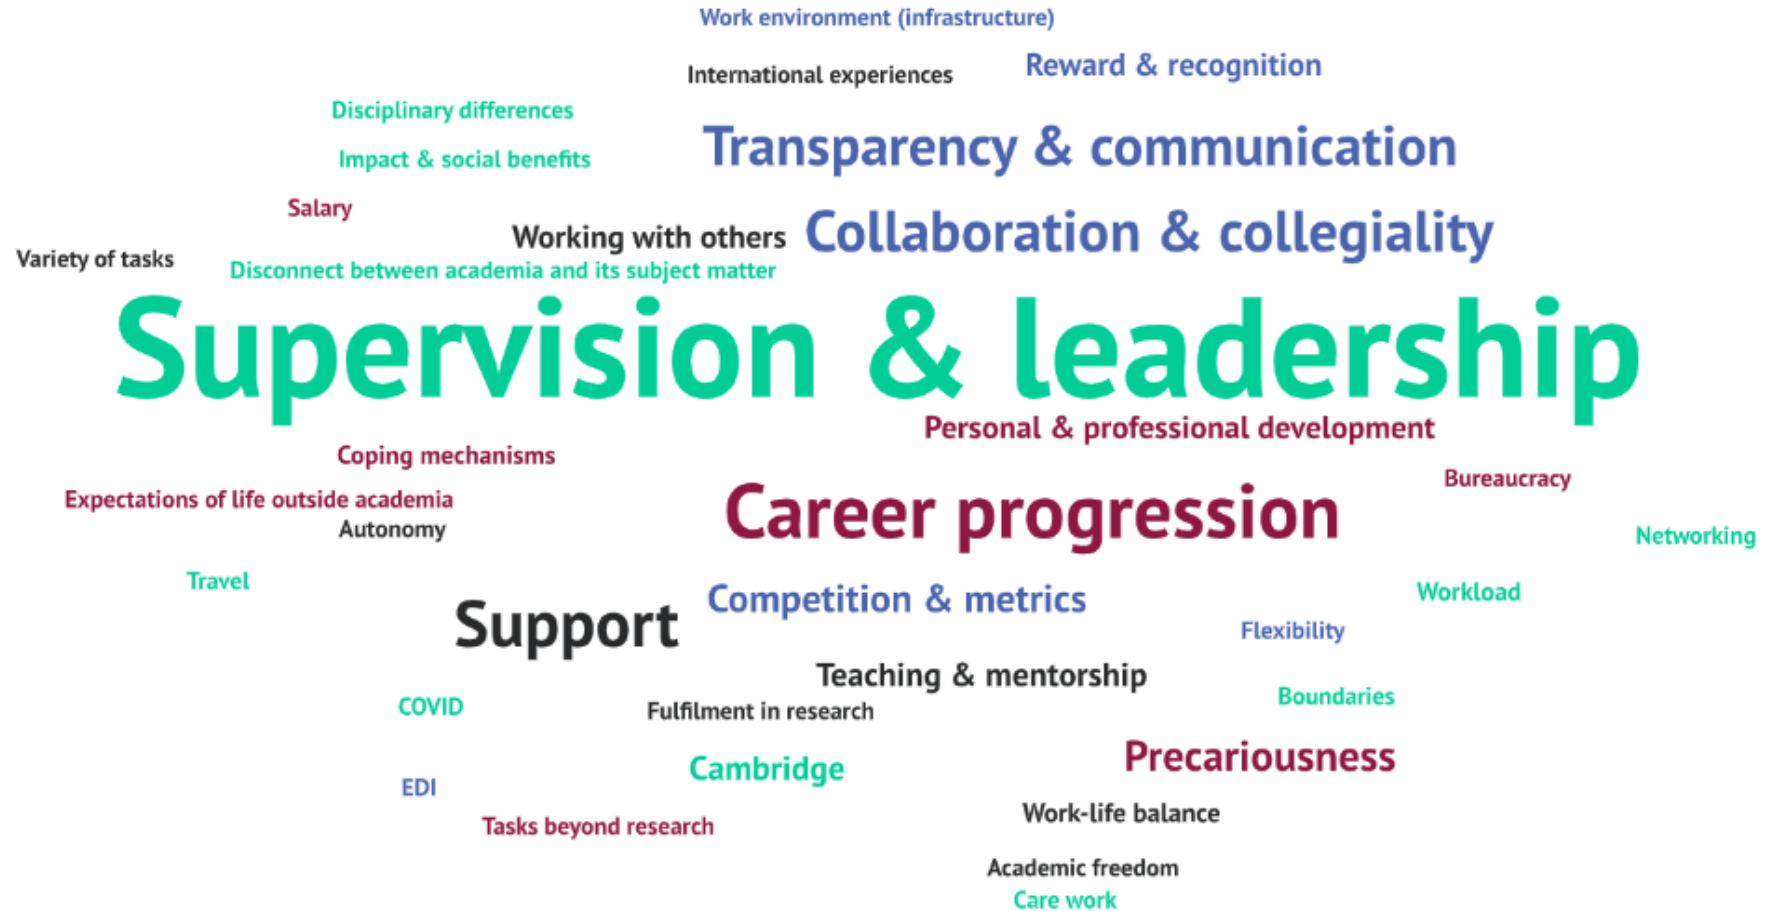 Work environment (infrastructure)
Reward & recognition
International experiences
Disciplinary differences
Transparency & communication
Impact & social benefits
Salary
Working with others
Collaboration & collegiality
Variety of tasks
Disconnect between academia and its subject matter
Supervision & leadership
Personal & professional development
Coping mechanisms
Bureaucracy
Expectations of life outside academia
Career progression
Autonomy
Networking
Travel
Workload
Competition & metrics
Support
Flexibility
Teaching & mentorship
Boundaries
COVID
Fulfilment in research
Precariousness
Cambridge
EDI
Work-life balance
Tasks beyond research
Academic freedom
Care work